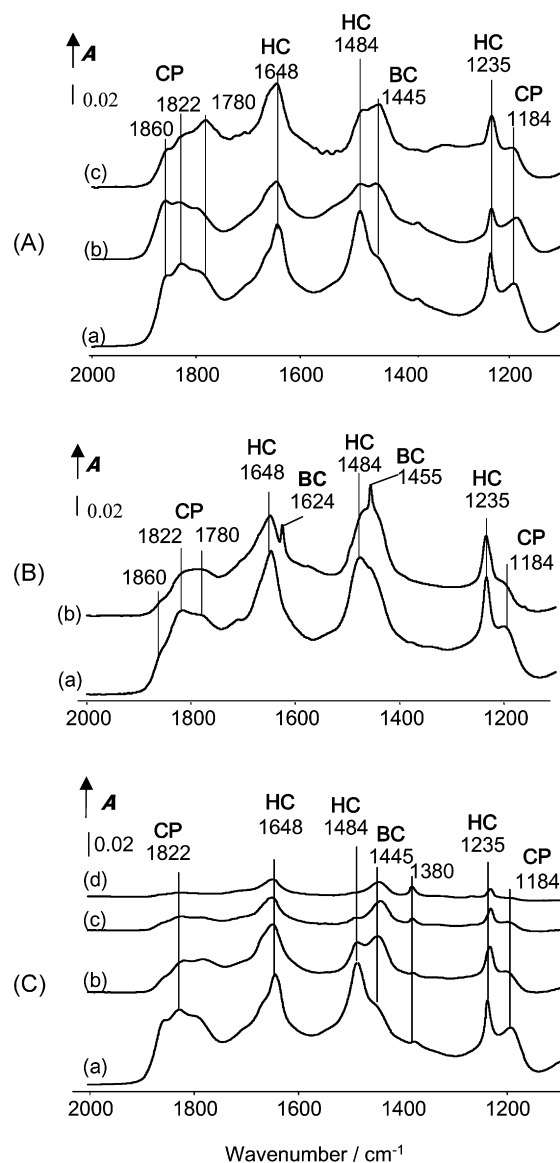 A
0.02
HC
1648
HC
1484
HC
1235
CP
1822
1780
1860
BC
1445
CP
1184
(c)
(b)
(a)
(A)
2000
1800
1600
1400
1200
A
0.02
HC
1648
BC
1624
HC
1484
BC
1455
HC
1235
CP
1822
1780
1860
CP
1184
(b)
(a)
(B)
2000
1800
1600
1400
1200
A
0.02
CP
1822
HC
1648
HC
1484
BC
1445
1380
HC
1235
CP
1184
(d)
(c)
(b)
(a)
(C)
2000
1800
1600
1400
1200
Wavenumber / cm⁻¹